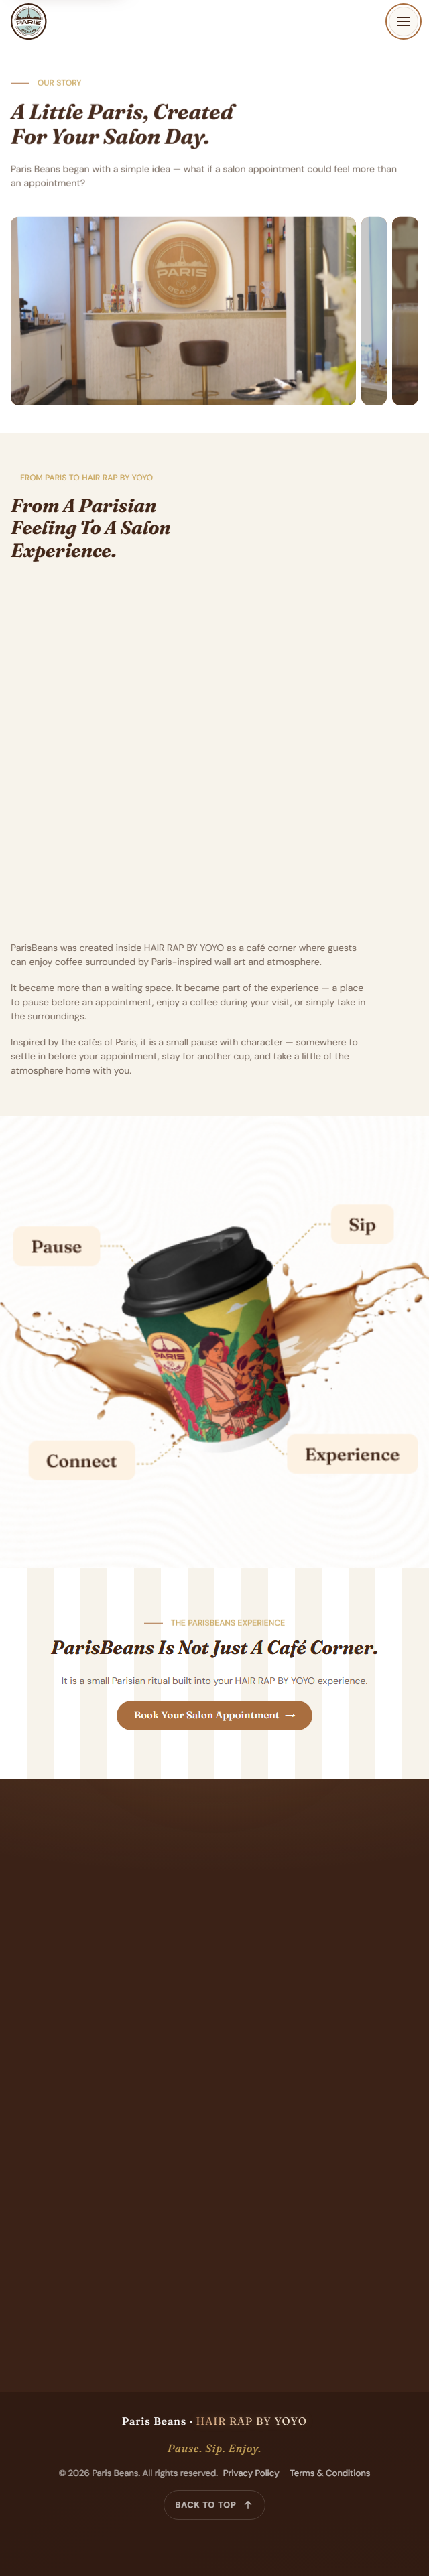 PARIS
BEANS
OUR STORY
A Little Paris, Created
For Your Salon Day.
Paris Beans began with a simple idea — what if a salon appointment could feel more than
an appointment?
PARIS
BEANS
— FROM PARIS TO HAIR RAP BY YOYO
From A Parisian
Feeling To A Salon
Experience.
ParisBeans was created inside HAIR RAP BY YOYO as a café corner where guests
can enjoy coffee surrounded by Paris-inspired wall art and atmosphere.
It became more than a waiting space. It became part of the experience — a place
to pause before an appointment, enjoy a coffee during your visit, or simply take in
the surroundings.
Inspired by the cafés of Paris, it is a small pause with character — somewhere to
settle in before your appointment, stay for another cup, and take a little of the
atmosphere home with you.
Sip
Pause
PARIS
Experience
Connect
THE PARISBEANS EXPERIENCE
ParisBeans Is Not Just A Café Corner.
It is a small Parisian ritual built into your HAIR RAP BY YOYO experience.
Book Your Salon Appointment →
Paris Beans · HAIR RAP BY YOYO
Pause. Sip. Enjoy.
© 2026 Paris Beans. All rights reserved. Privacy Policy Terms & Conditions
BACK TO TOP ↑